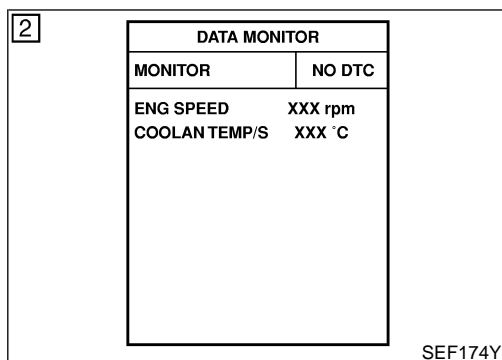 2
DATA MONITOR
MONITOR NO DTC
ENG SPEED XXX rpm
COOLAN TEMP/S XXX °C
SEF174Y